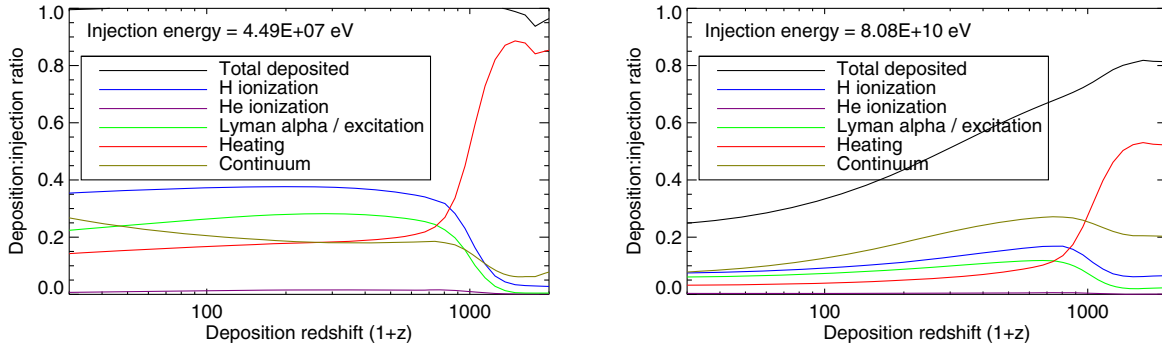 Injection energy = 4.49E+07 eV
Total deposited
H ionization
He ionization
Lyman alpha / excitation
Heating
Continuum
Deposition:injection ratio
1.0
0.8
0.6
0.4
0.2
0.0
100
1000
Deposition redshift (1+z)
Injection energy = 8.08E+10 eV
Total deposited
H ionization
He ionization
Lyman alpha / excitation
Heating
Continuum
Deposition:injection ratio
1.0
0.8
0.6
0.4
0.2
0.0
100
1000
Deposition redshift (1+z)